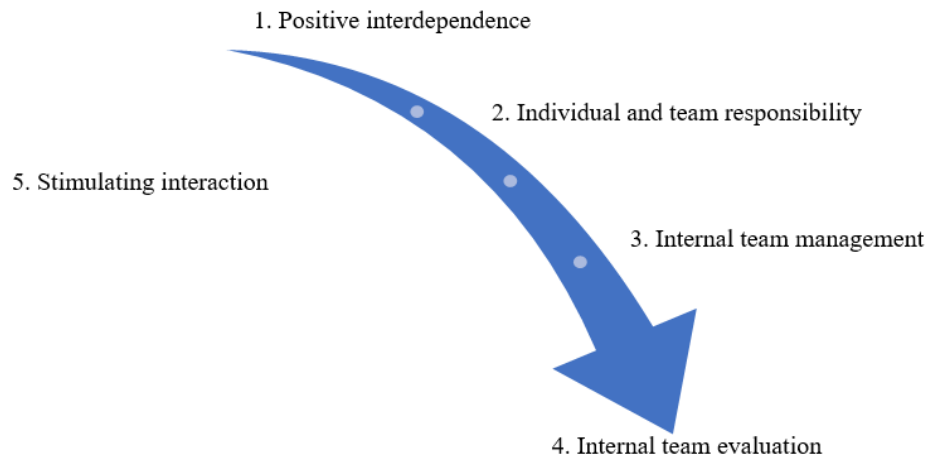 1. Positive interdependence
2. Individual and team responsibility
5. Stimulating interaction
3. Internal team management
4. Internal team evaluation